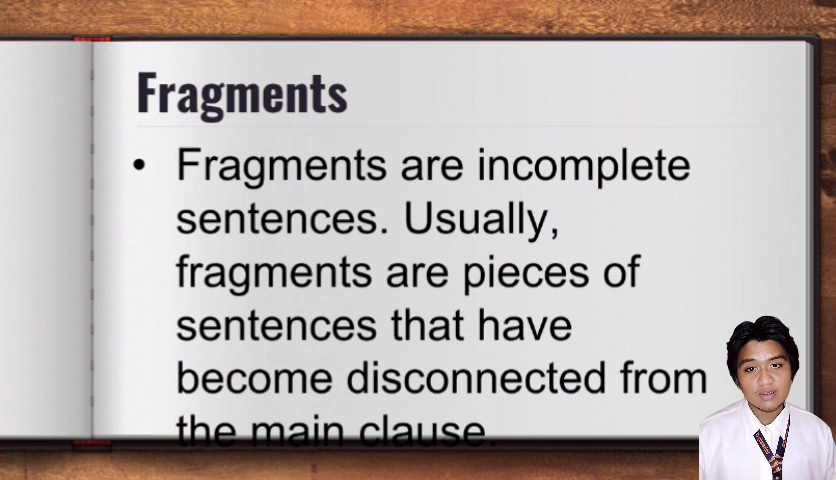 Fragments
• Fragments are incomplete
sentences. Usually,
fragments are pieces of
sentences that have
become disconnected from
the main clause.